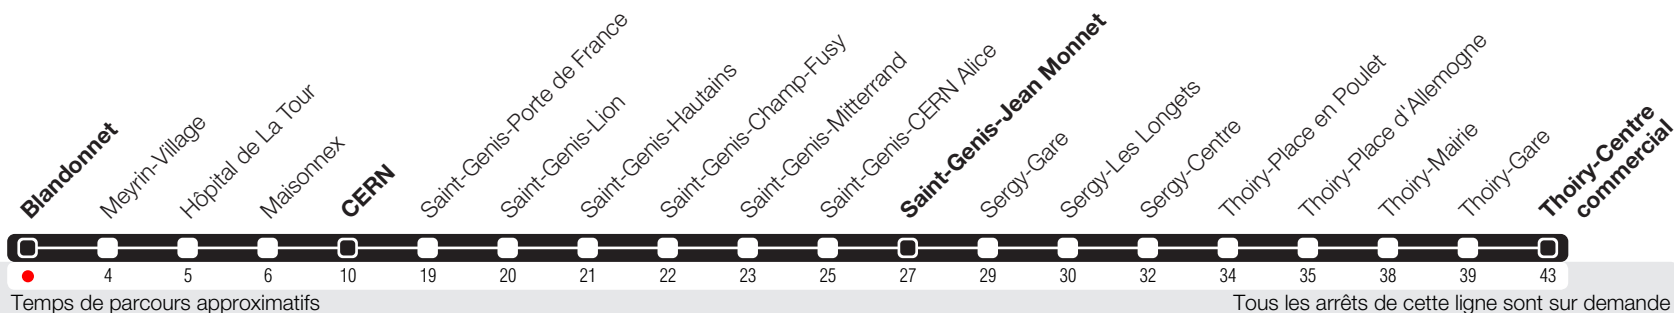 Blandonnet
Meyrin-Village
Hôpital de La Tour
Maisonnex
CERN
Saint-Genis-Porte de France
Saint-Genis-Lion
Saint-Genis-Hautains
Saint-Genis-Champ-Fusy
Saint-Genis-Mitterrand
Saint-Genis-CERN Alice
Saint-Genis-Jean Monnet
Sergy-Gare
Sergy-Les Longets
Sergy-Centre
Thoiry-Place en Poulet
Thoiry-Place d'Allemogne
Thoiry-Mairie
Thoiry-Gare
Thoiry-Centre
commercial
4 5 6 10 19 20 21 22 23 25 27 29 30 32 34 35 38 39 43
Temps de parcours approximatifs
Tous les arrêts de cette ligne sont sur demande